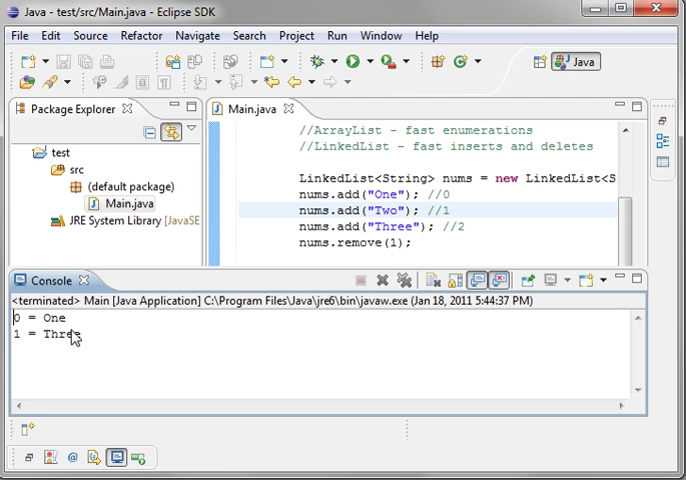 Java - test/src/Main.java - Eclipse SDK
File Edit Source Refactor Navigate Search Project Run Window Help
Java
Package Explorer
Main.java
test
src
(default package)
Main.java
JRE System Library [JavaSE
//ArrayList - fast enumerations
//LinkedList - fast inserts and deletes
LinkedList<String> nums = new LinkedList<S
nums.add("One"); //0
nums.add("Two"); //1
nums.add("Three"); //2
nums.remove(1);
Console
<terminated> Main [Java Application] C:\Program Files\Java\jre6\bin\javaw.exe (Jan 18, 2011 5:44:37 PM)
0 = One
1 = Three